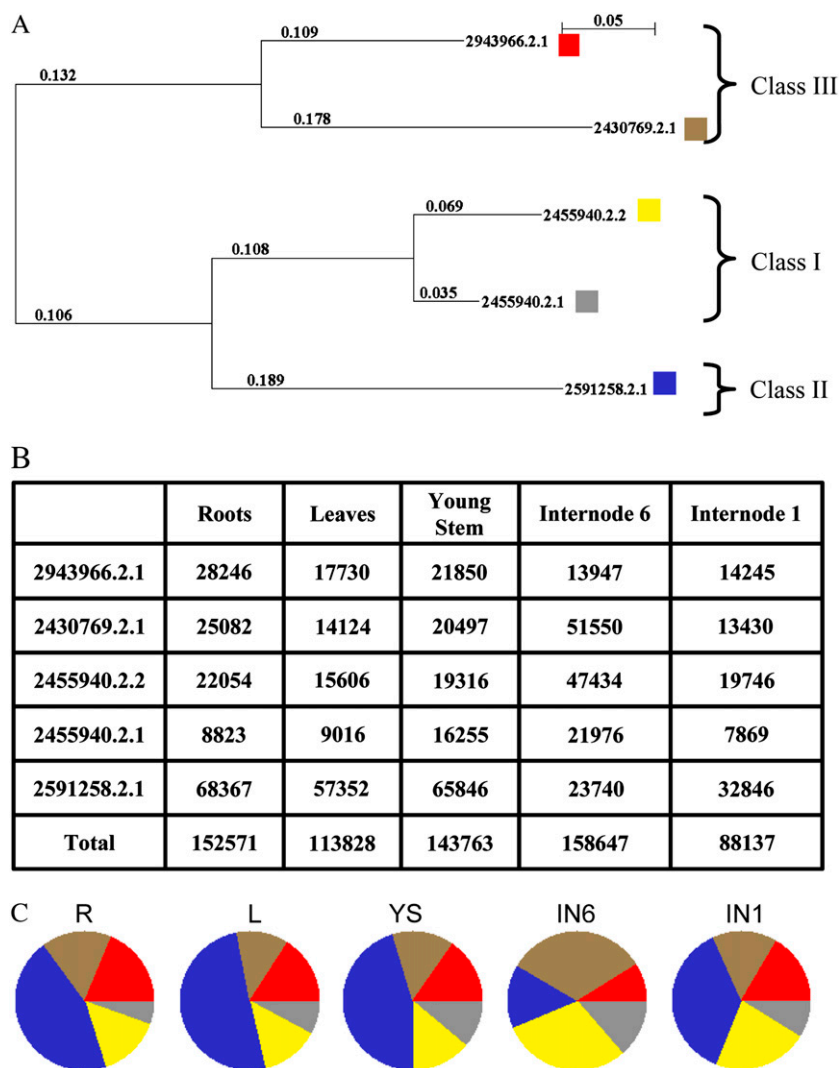 A
0.109
2943966.2.1
0.05
0.132
Class III
0.178
2430769.2.1
0.069
2455940.2.2
0.108
Class I
0.035
2455940.2.1
0.106
0.189
2591258.2.1
Class II
B
Roots Leaves Young Stem Internode 6 Internode 1
2943966.2.1 28246 17730 21850 13947 14245
2430769.2.1 25082 14124 20497 51550 13430
2455940.2.2 22054 15606 19316 47434 19746
2455940.2.1 8823 9016 16255 21976 7869
2591258.2.1 68367 57352 65846 23740 32846
Total 152571 113828 143763 158647 88137
C R L YS IN6 IN1